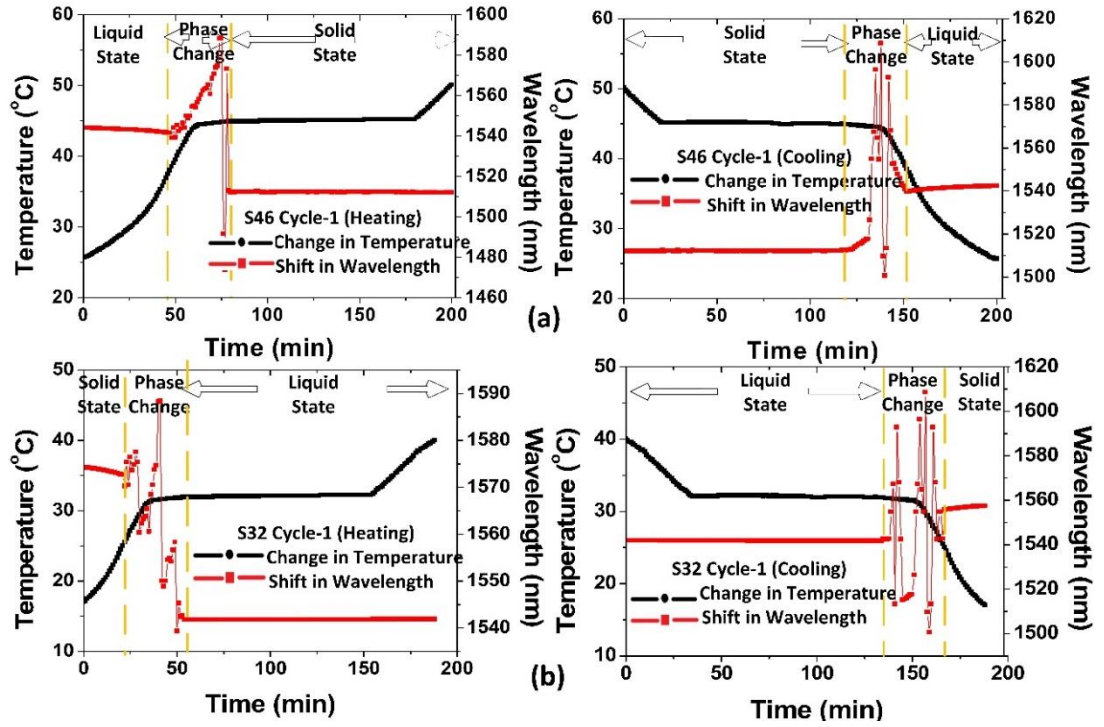 60
50
40
30
20
Temperature (°C)
Liquid
State
Phase
Change
Solid
State
S46 Cycle-1 (Heating)
Change in Temperature
Shift in Wavelength
1600
1580
1560
1540
1520
1500
1480
1460
Wavelength (nm)
0
50
100
150
200
Time (min)
60
50
40
30
20
Temperature (°C)
Solid
State
Phase
Change
Liquid
State
S46 Cycle-1 (Cooling)
Change in Temperature
Shift in Wavelength
1620
1600
1580
1560
1540
1520
1500
Wavelength (nm)
0
50
100
150
200
Time (min)
(a)
50
40
30
20
10
Temperature (°C)
Solid
State
Phase
Change
Liquid
State
S32 Cycle-1 (Heating)
Change in Temperature
Shift in Wavelength
1590
1580
1570
1560
1550
1540
Wavelength (nm)
0
50
100
150
200
Time (min)
50
40
30
20
10
Temperature (°C)
Liquid
State
Phase
Change
Solid
State
S32 Cycle-1 (Cooling)
Change in Temperature
Shift in Wavelength
1620
1600
1580
1560
1540
1520
1500
Wavelength (nm)
0
50
100
150
200
Time (min)
(b)